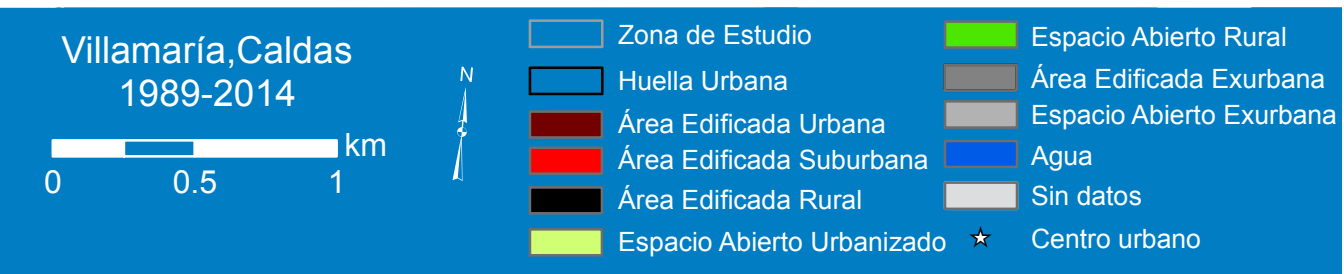 Villamaría,Caldas
1989-2014
km
0 0.5 1
N
Zona de Estudio
Huella Urbana
Área Edificada Urbana
Área Edificada Suburbana
Área Edificada Rural
Espacio Abierto Urbanizado
Espacio Abierto Rural
Área Edificada Exurbana
Espacio Abierto Exurbana
Agua
Sin datos
Centro urbano